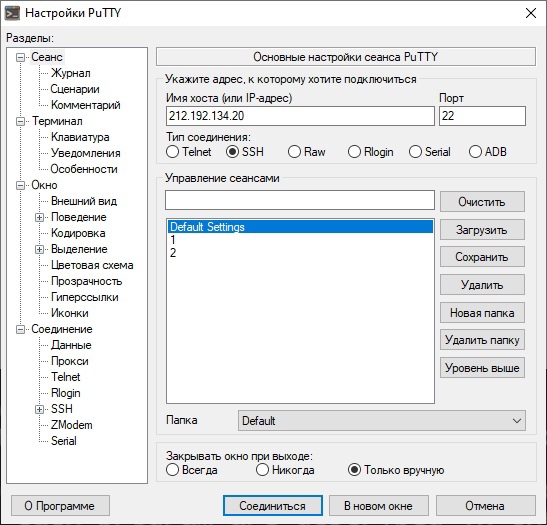 Настройки PuTTY
Разделы:
Сеанс
Журнал
Сценарии
Комментарий
Терминал
Клавиатура
Уведомления
Особенности
Окно
Внешний вид
Поведение
Кодировка
Выделение
Цветовая схема
Прозрачность
Гиперссылки
Иконки
Соединение
Данные
Прокси
Telnet
Rlogin
SSH
ZModem
Serial
Основные настройки сеанса PuTTY
Укажите адрес, к которому хотите подключиться
Имя хоста (или IP-адрес) Порт
212.192.134.20 22
Тип соединения:
Telnet SSH Raw Rlogin Serial ADB
Управление сеансами
Default Settings
1
2
Очистить
Загрузить
Сохранить
Удалить
Новая папка
Удалить папку
Уровень выше
Папка Default
Закрывать окно при выходе:
Всегда Никогда Только вручную
О Программе Соединиться В новом окне Отмена